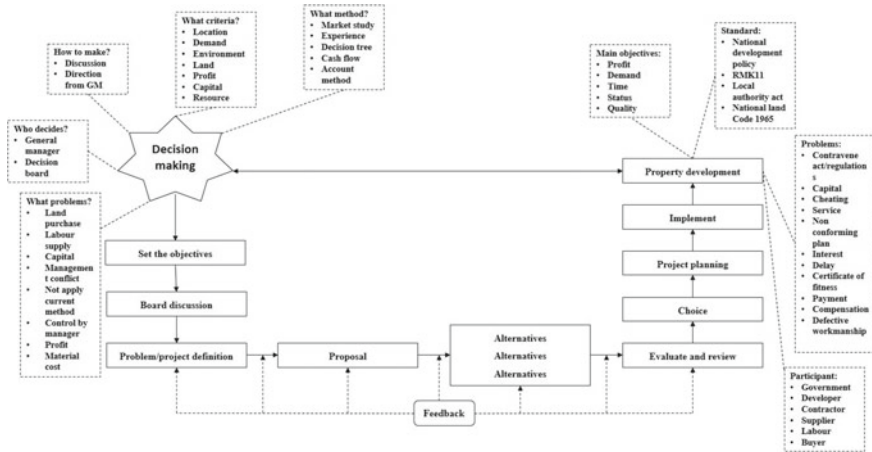 What criteria?
• Location
• Demand
• Environment
• Land
• Profit
• Capital
• Resource
What method?
• Market study
• Experience
• Decision tree
• Cash flow
• Account
method
How to make?
• Discussion
• Direction
from GM
Who decides?
• General
manager
• Decision
board
Decision
making
What problems?
• Land
purchase
• Labour
supply
• Capital
• Managemen
t conflict
• Not apply
current
method
• Control by
manager
• Profit
• Material
cost
Set the objectives
Board discussion
Problem/project definition
Proposal
Alternatives
Alternatives
Alternatives
Evaluate and review
Feedback
Choice
Project planning
Implement
Property development
Main objectives:
• Profit
• Demand
• Time
• Status
• Quality
Standard:
• National
development
policy
• RMK11
• Local
authority act
• National land
Code 1965
Problems:
• Contravene
act/regulation
s
• Capital
• Cheating
• Service
• Non
conforming
plan
• Interest
• Delay
• Certificate of
fitness
• Payment
• Compensation
• Defective
workmanship
Participant:
• Government
• Developer
• Contractor
• Supplier
• Labour
• Buyer